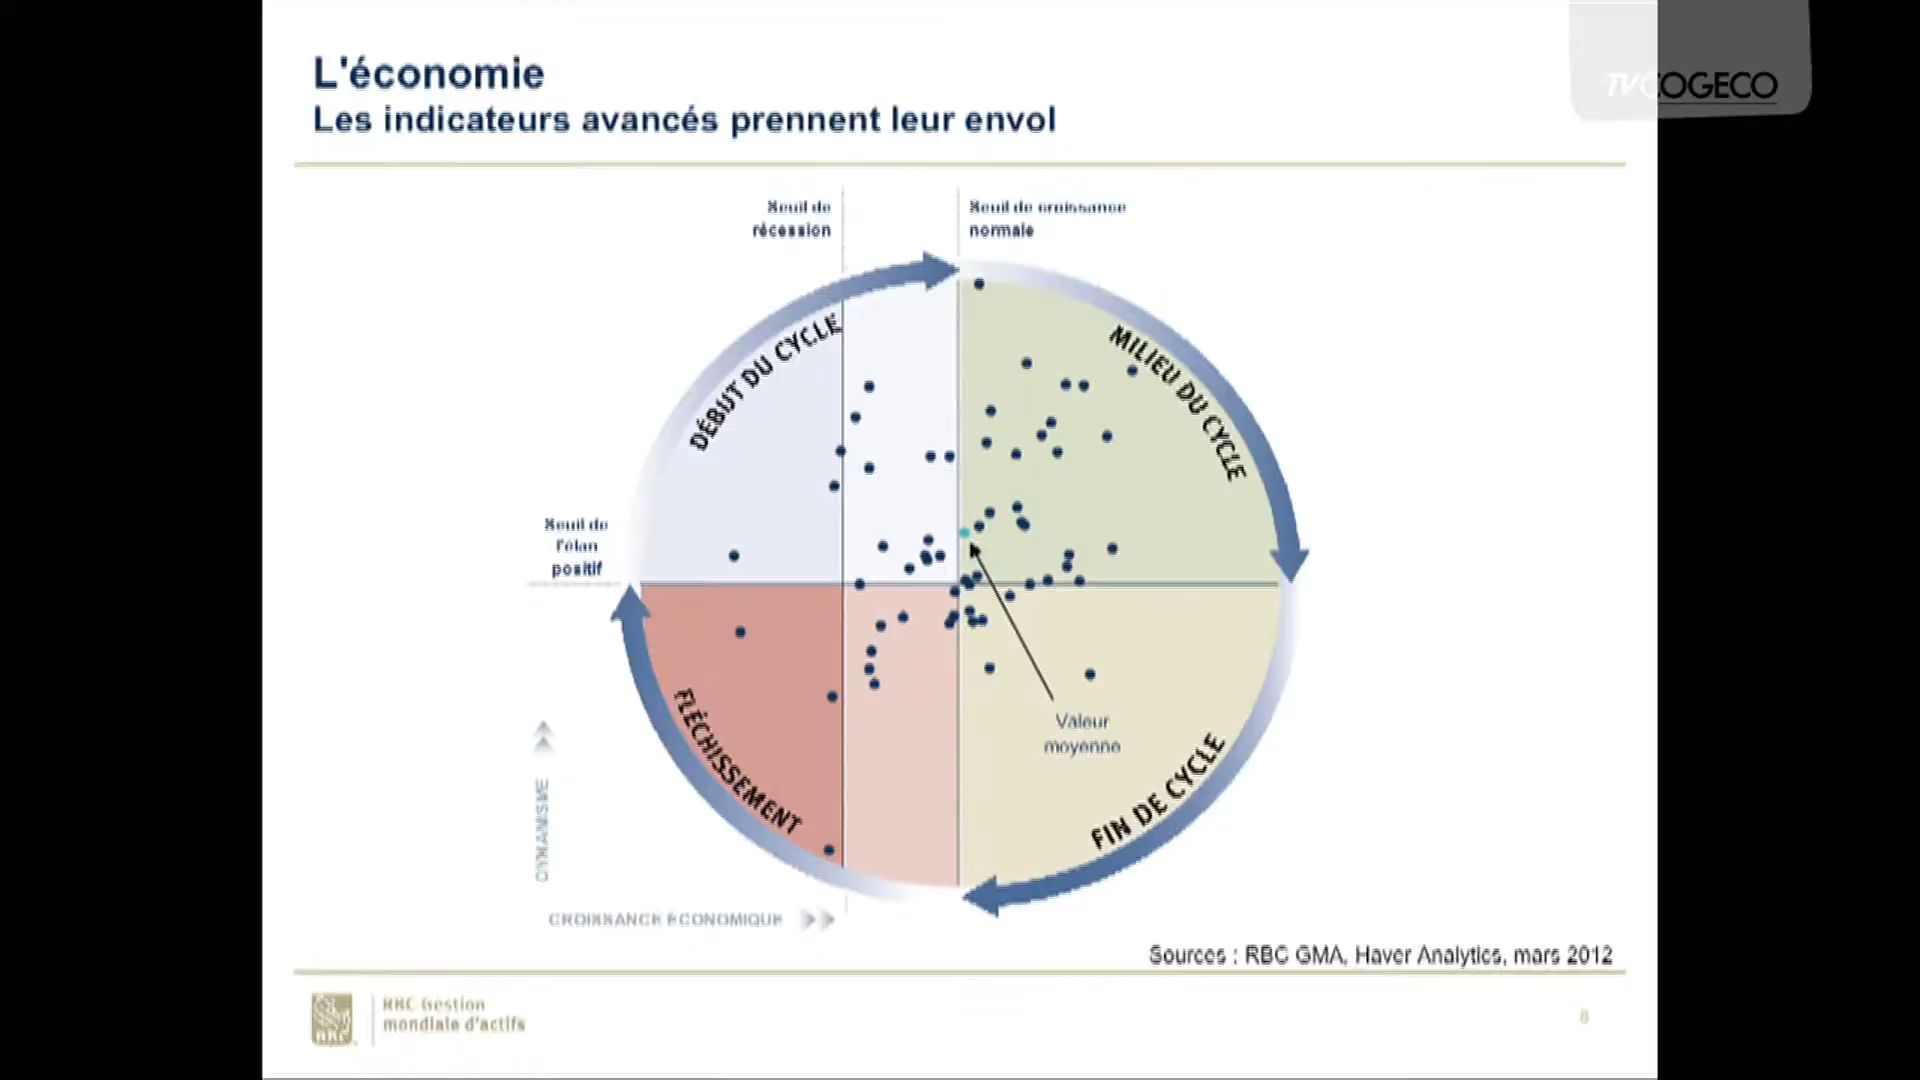 L'économie
Les indicateurs avancés prennent leur envol
TVCOGECO
Seuil de
récession
Seuil de croissance
normale
DÉBUT DU CYCLE
MILIEU DU CYCLE
Seuil de
l'élan
positif
FLÉCHISSEMENT
Valeur
moyenne
FIN DE CYCLE
DYNAMISME
CROISSANCE ÉCONOMIQUE
Sources : RBC GMA, Haver Analytics, mars 2012
RBC
RBC Gestion
mondiale d'actifs
8